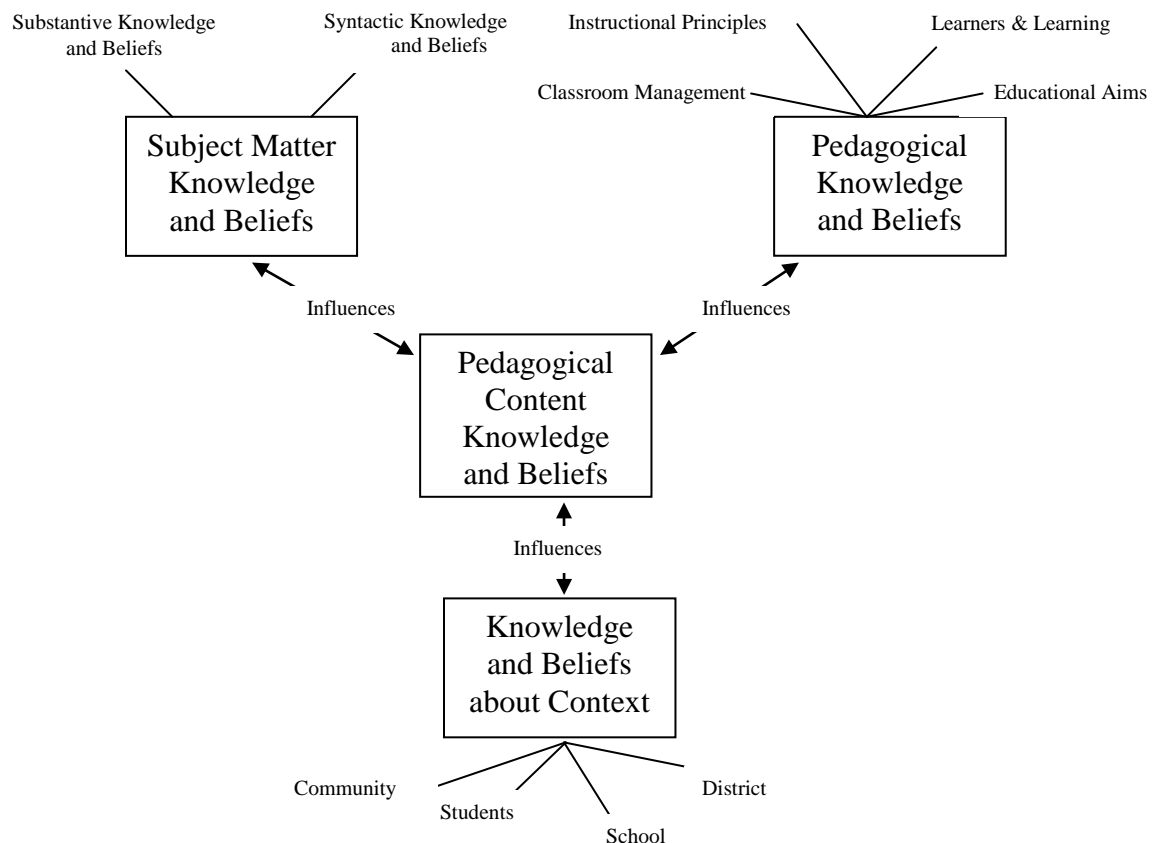 Substantive Knowledge
and Beliefs
Syntactic Knowledge
and Beliefs
Instructional Principles
Learners & Learning
Classroom Management
Educational Aims
Subject Matter
Knowledge
and Beliefs
Pedagogical
Knowledge
and Beliefs
Influences
Influences
Pedagogical
Content
Knowledge
and Beliefs
Influences
Knowledge
and Beliefs
about Context
Community
Students
School
District